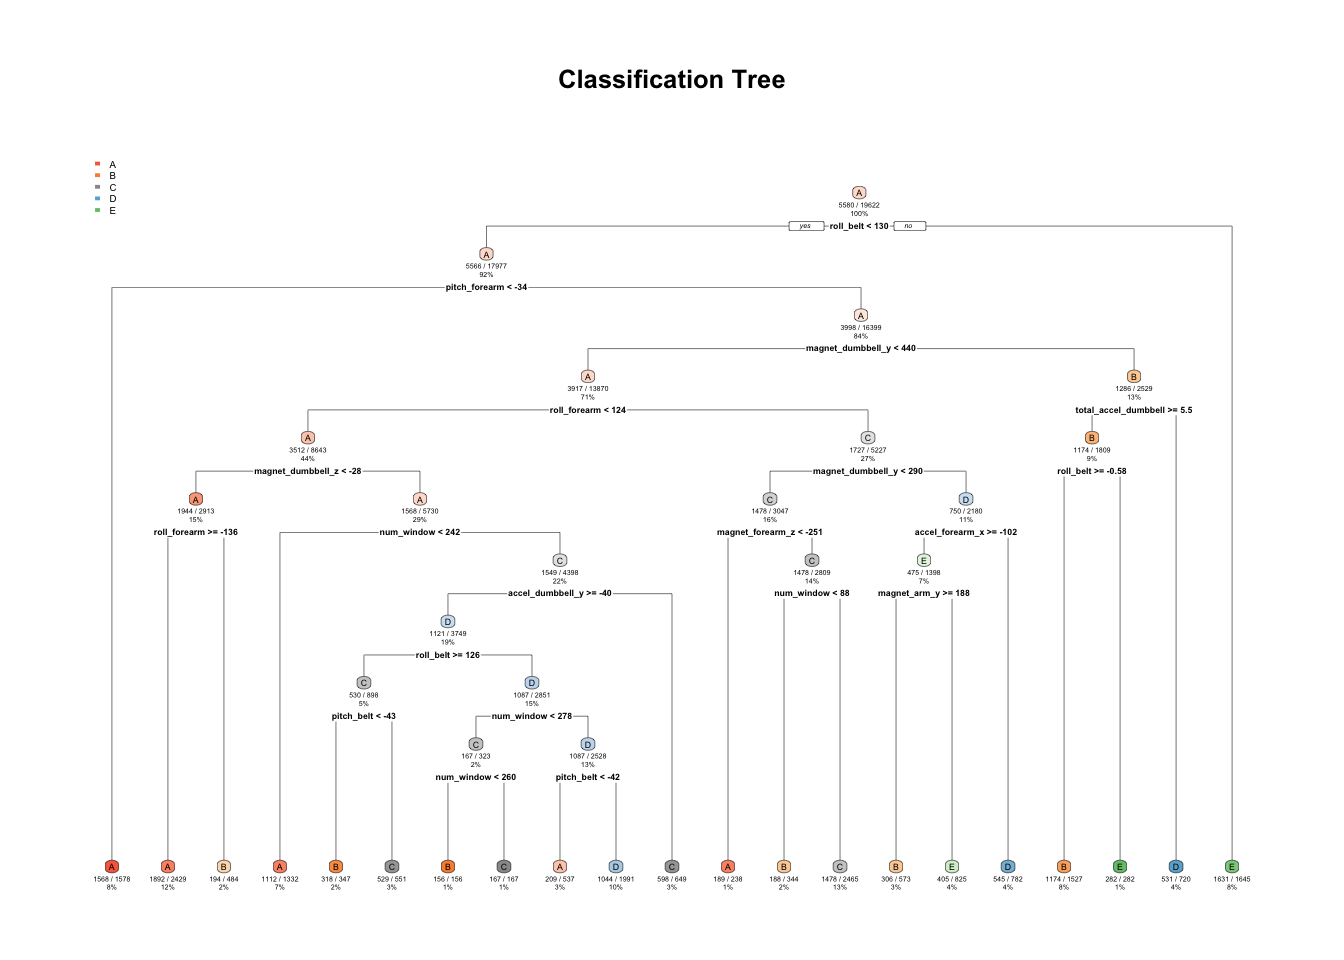 Classification Tree
A
B
C
D
E
A
5580 / 19622
100%
yes roll_belt < 130 no
A
5566 / 17977
92%
pitch_forearm < -34
A
3998 / 16399
84%
magnet_dumbbell_y < 440
A B
3917 / 13870 1286 / 2529
71% 13%
roll_forearm < 124 total_accel_dumbbell >= 5.5
A C B
3512 / 8643 1727 / 5227 1174 / 1809
44% 27% 9%
magnet_dumbbell_z < -28 magnet_dumbbell_y < 290 roll_belt >= -0.58
A A C D
1944 / 2913 1568 / 5730 1478 / 3047 750 / 2180
15% 29% 16% 11%
roll_forearm >= -136 num_window < 242 magnet_forearm_z < -251 accel_forearm_x >= -102
C C E
1549 / 4398 1478 / 2809 475 / 1398
22% 14% 7%
accel_dumbbell_y >= -40 num_window < 88 magnet_arm_y >= 188
D
1121 / 3749
19%
roll_belt >= 126
C D
530 / 898 1087 / 2851
5% 15%
pitch_belt < -43 num_window < 278
C D
167 / 323 1087 / 2528
2% 13%
num_window < 260 pitch_belt < -42
A A B A B C B C A D C A B C B E D B E D E
1568 / 1578 1892 / 2429 194 / 484 1112 / 1332 318 / 347 529 / 551 156 / 156 167 / 167 209 / 537 1044 / 1991 598 / 649 189 / 238 188 / 344 1478 / 2465 306 / 573 405 / 825 545 / 782 1174 / 1527 282 / 282 531 / 720 1631 / 1645
8% 12% 2% 7% 2% 3% 1% 1% 3% 10% 3% 1% 2% 13% 3% 4% 4% 8% 1% 4% 8%